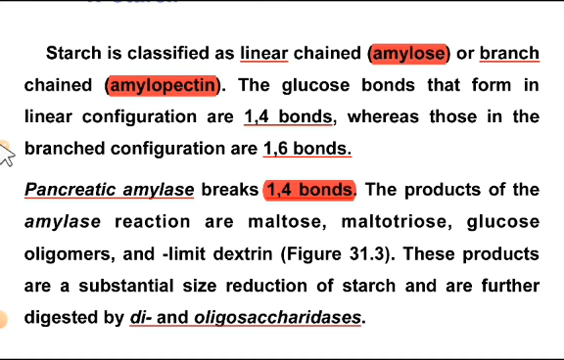 Starch is classified as linear chained (amylose) or branch
chained (amylopectin). The glucose bonds that form in
linear configuration are 1,4 bonds, whereas those in the
branched configuration are 1,6 bonds.
Pancreatic amylase breaks 1,4 bonds. The products of the
amylase reaction are maltose, maltotriose, glucose
oligomers, and -limit dextrin (Figure 31.3). These products
are a substantial size reduction of starch and are further
digested by di- and oligosaccharidases.